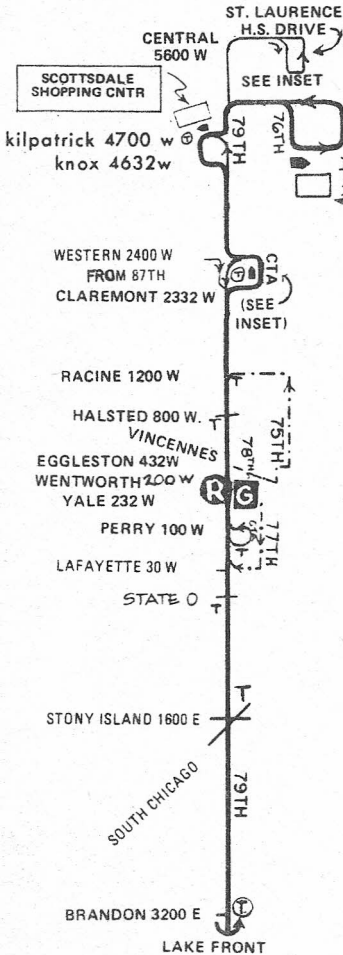 ST. LAURENCE
H.S. DRIVE
CENTRAL
5600 W
SEE INSET
SCOTTSDALE
SHOPPING CNTR
79TH
76TH
kilpatrick 4700 w T
knox 4632w
WESTERN 2400 W
FROM 87TH
CLAREMONT 2332 W
T
CTA
(SEE
INSET)
RACINE 1200 W
T
HALSTED 800 W.
T
VINCENNES
78TH
75TH
EGGLESTON 432W
WENTWORTH 200 W
YALE 232 W
R G
77TH
PERRY 100 W
T
LAFAYETTE 30 W
STATE 0
T
T
STONY ISLAND 1600 E
SOUTH CHICAGO
79TH
BRANDON 3200 E
T
LAKE FRONT